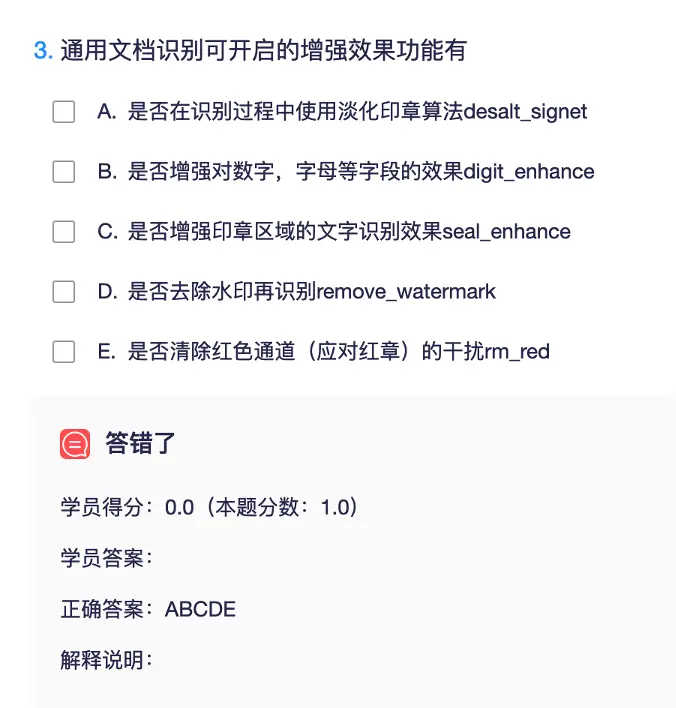 3. 通用文档识别可开启的增强效果功能有
A. 是否在识别过程中使用淡化印章算法desalt_signet
B. 是否增强对数字，字母等字段的效果digit_enhance
C. 是否增强印章区域的文字识别效果seal_enhance
D. 是否去除水印再识别remove_watermark
E. 是否清除红色通道（应对红章）的干扰rm_red
答错了
学员得分：0.0（本题分数：1.0）
学员答案：
正确答案：ABCDE
解释说明：